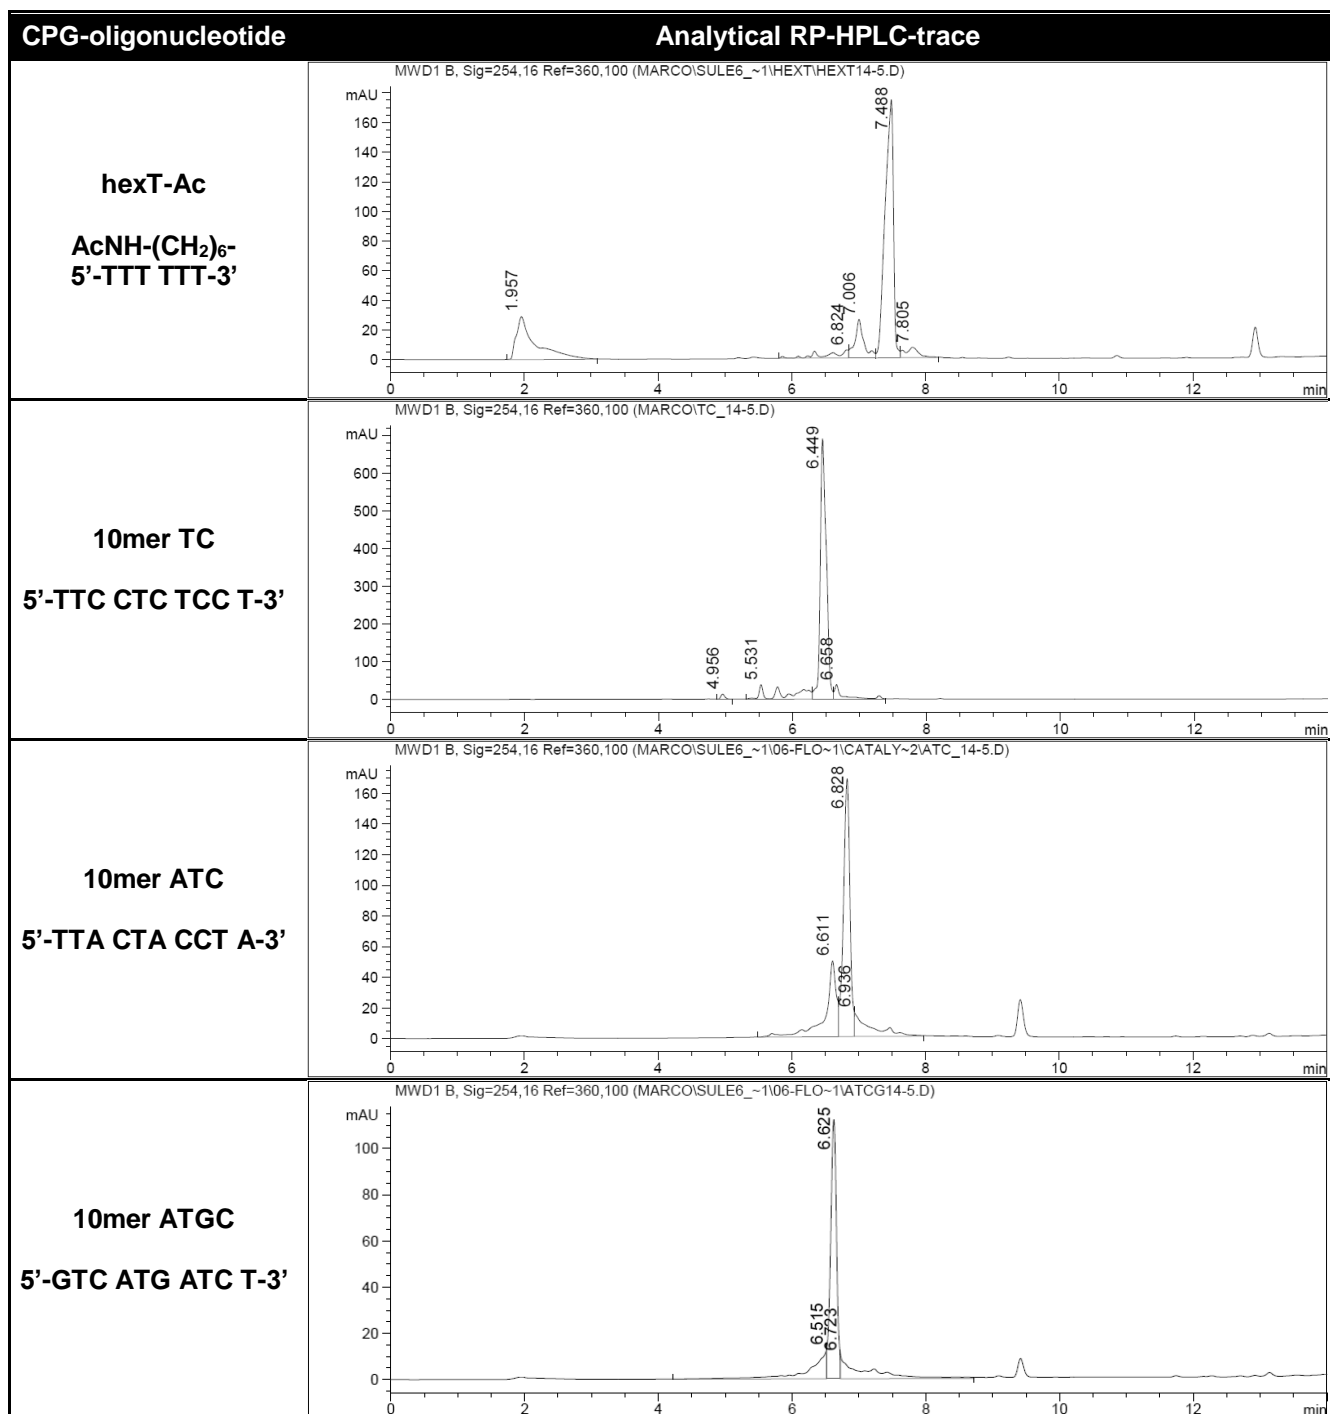 CPG-oligonucleotide Analytical RP-HPLC-trace
hexT-Ac
AcNH-(CH₂)₆-
5’-TTT TTT-3’
MWD1 B, Sig=254,16 Ref=360,100 (MARCO\SULE6_~1\HEXT\HEXT14-5.D)
mAU
160
140
120
100
80
60
40
20
0
1.957
6.824
7.006
7.488
7.805
0 2 4 6 8 10 12 min
10mer TC
5’-TTC CTC TCC T-3’
MWD1 B, Sig=254,16 Ref=360,100 (MARCO\TC_14-5.D)
mAU
600
500
400
300
200
100
0
4.956
5.531
6.449
6.658
0 2 4 6 8 10 12 min
10mer ATC
5’-TTA CTA CCT A-3’
MWD1 B, Sig=254,16 Ref=360,100 (MARCO\SULE6_~1\06-FLO~1\CATALY~2\ATC_14-5.D)
mAU
160
140
120
100
80
60
40
20
0
6.611
6.828
6.936
0 2 4 6 8 10 12 min
10mer ATGC
5’-GTC ATG ATC T-3’
MWD1 B, Sig=254,16 Ref=360,100 (MARCO\SULE6_~1\06-FLO~1\ATCG14-5.D)
mAU
100
80
60
40
20
0
6.515
6.625
6.723
0 2 4 6 8 10 12 min